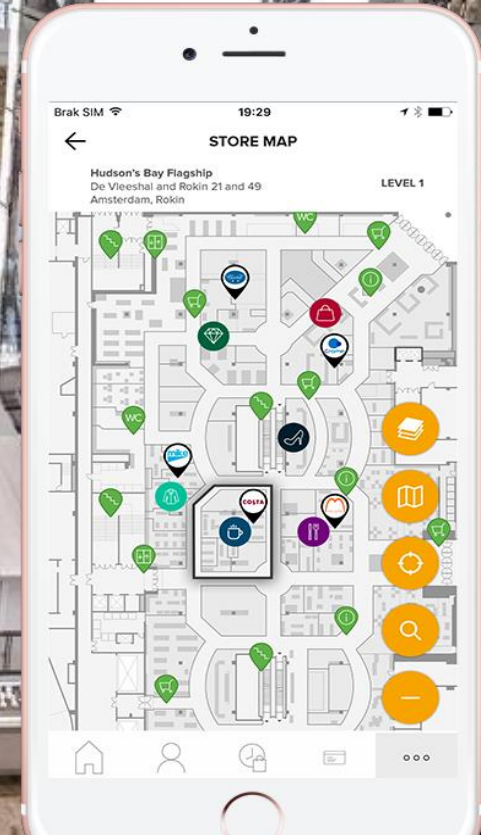 Brak SIM 19:29
STORE MAP
Hudson's Bay Flagship
De Vleeshal and Rokin 21 and 49
Amsterdam, Rokin
LEVEL 1
WC
WC
COSTA